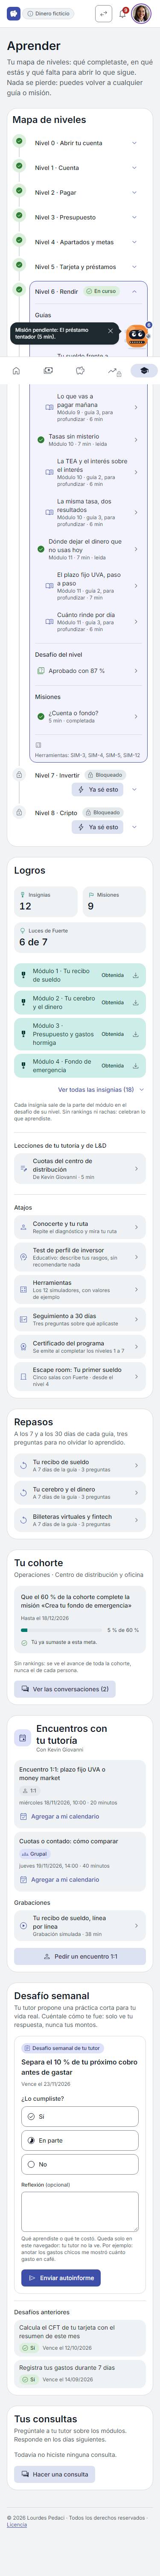 Dinero ficticio
8
Aprender
Tu mapa de niveles: qué completaste, en qué
estás y qué falta para abrir lo que sigue.
Nada se pierde: puedes volver a cualquier
guía o misión.
Mapa de niveles
Nivel 0 · Abrir tu cuenta
Nivel 1 · Cuenta
Nivel 2 · Pagar
Nivel 3 · Presupuesto
Nivel 4 · Apartados y metas
Nivel 5 · Tarjeta y préstamos
Nivel 6 · Rendir
En curso
Guías
Misión pendiente: El préstamo
tentador (5 min).
6
Tu sueldo frente a
Lo que vas a
pagar mañana
Módulo 9 · guía 3, para
profundizar · 6 min
Tasas sin misterio
Módulo 10 · 7 min · leída
La TEA y el interés sobre
el interés
Módulo 10 · guía 2, para
profundizar · 6 min
La misma tasa, dos
resultados
Módulo 10 · guía 3, para
profundizar · 6 min
Dónde dejar el dinero que
no usas hoy
Módulo 11 · 7 min · leída
El plazo fijo UVA, paso
a paso
Módulo 11 · guía 2, para
profundizar · 7 min
Cuánto rinde por día
Módulo 11 · guía 3, para
profundizar · 6 min
Desafío del nivel
Aprobado con 87 %
Misiones
¿Cuenta o fondo?
5 min · completada
Herramientas: SIM-3, SIM-4, SIM-5, SIM-12
Nivel 7 · Invertir
Bloqueado
Ya sé esto
Nivel 8 · Cripto
Bloqueado
Ya sé esto
Logros
Insignias
12
Misiones
9
Luces de Fuerte
6 de 7
Módulo 1 · Tu recibo
de sueldo
Obtenida
Módulo 2 · Tu cerebro
y el dinero
Obtenida
Módulo 3 ·
Presupuesto y gastos
hormiga
Obtenida
Módulo 4 · Fondo de
emergencia
Obtenida
Ver todas las insignias (18)
Cada insignia sale de la parte del módulo en el
desafío de su nivel. Sin rankings ni rachas: celebran lo
que aprendiste.
Lecciones de tu tutoría y de L&D
Cuotas del centro de
distribución
De Kevin Giovanni · 5 min
Atajos
Conocerte y tu ruta
Repite el diagnóstico y mira tu ruta
Test de perfil de inversor
Educativo: describe tus rasgos, sin
recomendarte nada
Herramientas
Los 12 simuladores, con valores
de ejemplo
Seguimiento a 30 días
Tres preguntas sobre qué aplicaste
Certificado del programa
Se emite al completar los niveles 1 a 7
Escape room: Tu primer sueldo
Cinco salas con Fuerte · desde el
nivel 4
Repasos
A los 7 y a los 30 días de cada guía, tres
preguntas para no olvidar lo aprendido.
Tu recibo de sueldo
A 7 días de la guía · 3 preguntas
Tu cerebro y el dinero
A 7 días de la guía · 3 preguntas
Billeteras virtuales y fintech
A 7 días de la guía · 3 preguntas
Tu cohorte
Operaciones · Centro de distribución y oficina
Que el 60 % de la cohorte complete la
misión «Crea tu fondo de emergencia»
Hasta el 18/12/2026
5 % de 60 %
Tú ya sumaste a esta meta.
Sin rankings: se ve el avance de toda la cohorte,
nunca el de cada persona.
Ver las conversaciones (2)
Encuentros con
tu tutoría
Con Kevin Giovanni
Encuentro 1:1: plazo fijo UVA o
money market
1:1
miércoles 18/11/2026, 10:00 · 20 minutos
Agregar a mi calendario
Cuotas o contado: cómo comparar
Grupal
jueves 19/11/2026, 14:00 · 40 minutos
Agregar a mi calendario
Grabaciones
Tu recibo de sueldo, línea
por línea
Grabación simulada · 38 min
Pedir un encuentro 1:1
Desafío semanal
Tu tutor propone una práctica corta para tu
vida real. Cuéntale cómo te fue: solo ve tu
respuesta, nunca tus montos.
Desafío semanal de tu tutor
Separa el 10 % de tu próximo cobro
antes de gastar
Vence el 23/11/2026
¿Lo cumpliste?
Sí
En parte
No
Reflexión (opcional)
Qué aprendiste o qué te costó. Queda solo en
este navegador: tu tutor no la ve. Por ejemplo:
anotar los gastos chicos me mostró cuánto
gasto en café.
Enviar autoinforme
Desafíos anteriores
Calcula el CFT de tu tarjeta con el
resumen de este mes
Sí
Vence el 12/10/2026
Registra tus gastos durante 7 días
Sí
Vence el 14/09/2026
Tus consultas
Pregúntale a tu tutor sobre los módulos.
Responde en los días siguientes.
Todavía no hiciste ninguna consulta.
Hacer una consulta
© 2026 Lourdes Pedaci · Todos los derechos reservados ·
Licencia